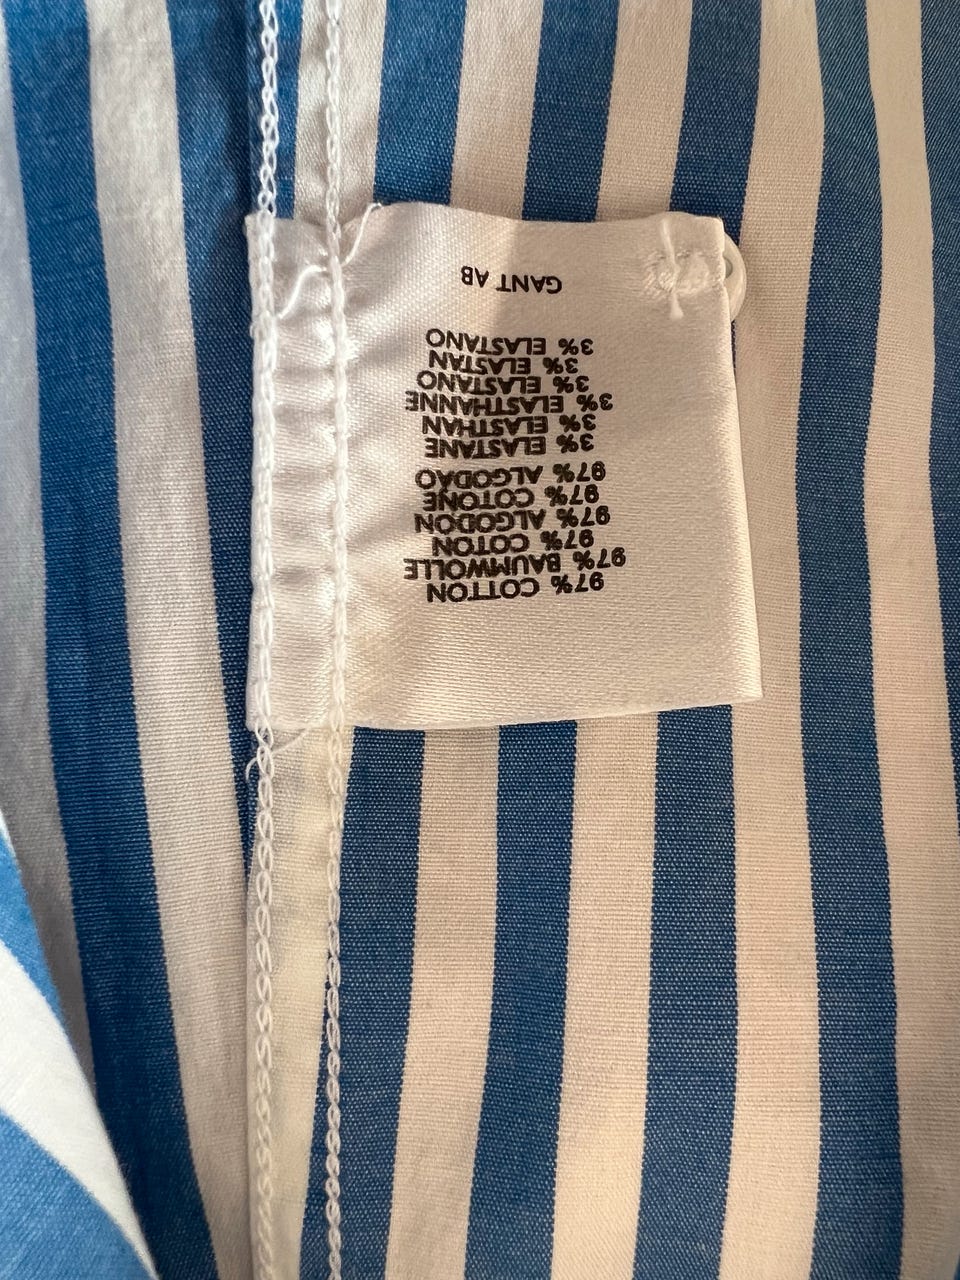 97% COTTON
97% BAUMWOLLE
97% COTON
97% ALGODON
97% COTONE
97% ALGODAO
3% ELASTANE
3% ELASTHAN
3% ELASTHANNE
3% ELASTANO
3% ELASTAN
3% ELASTANO
GANT AB